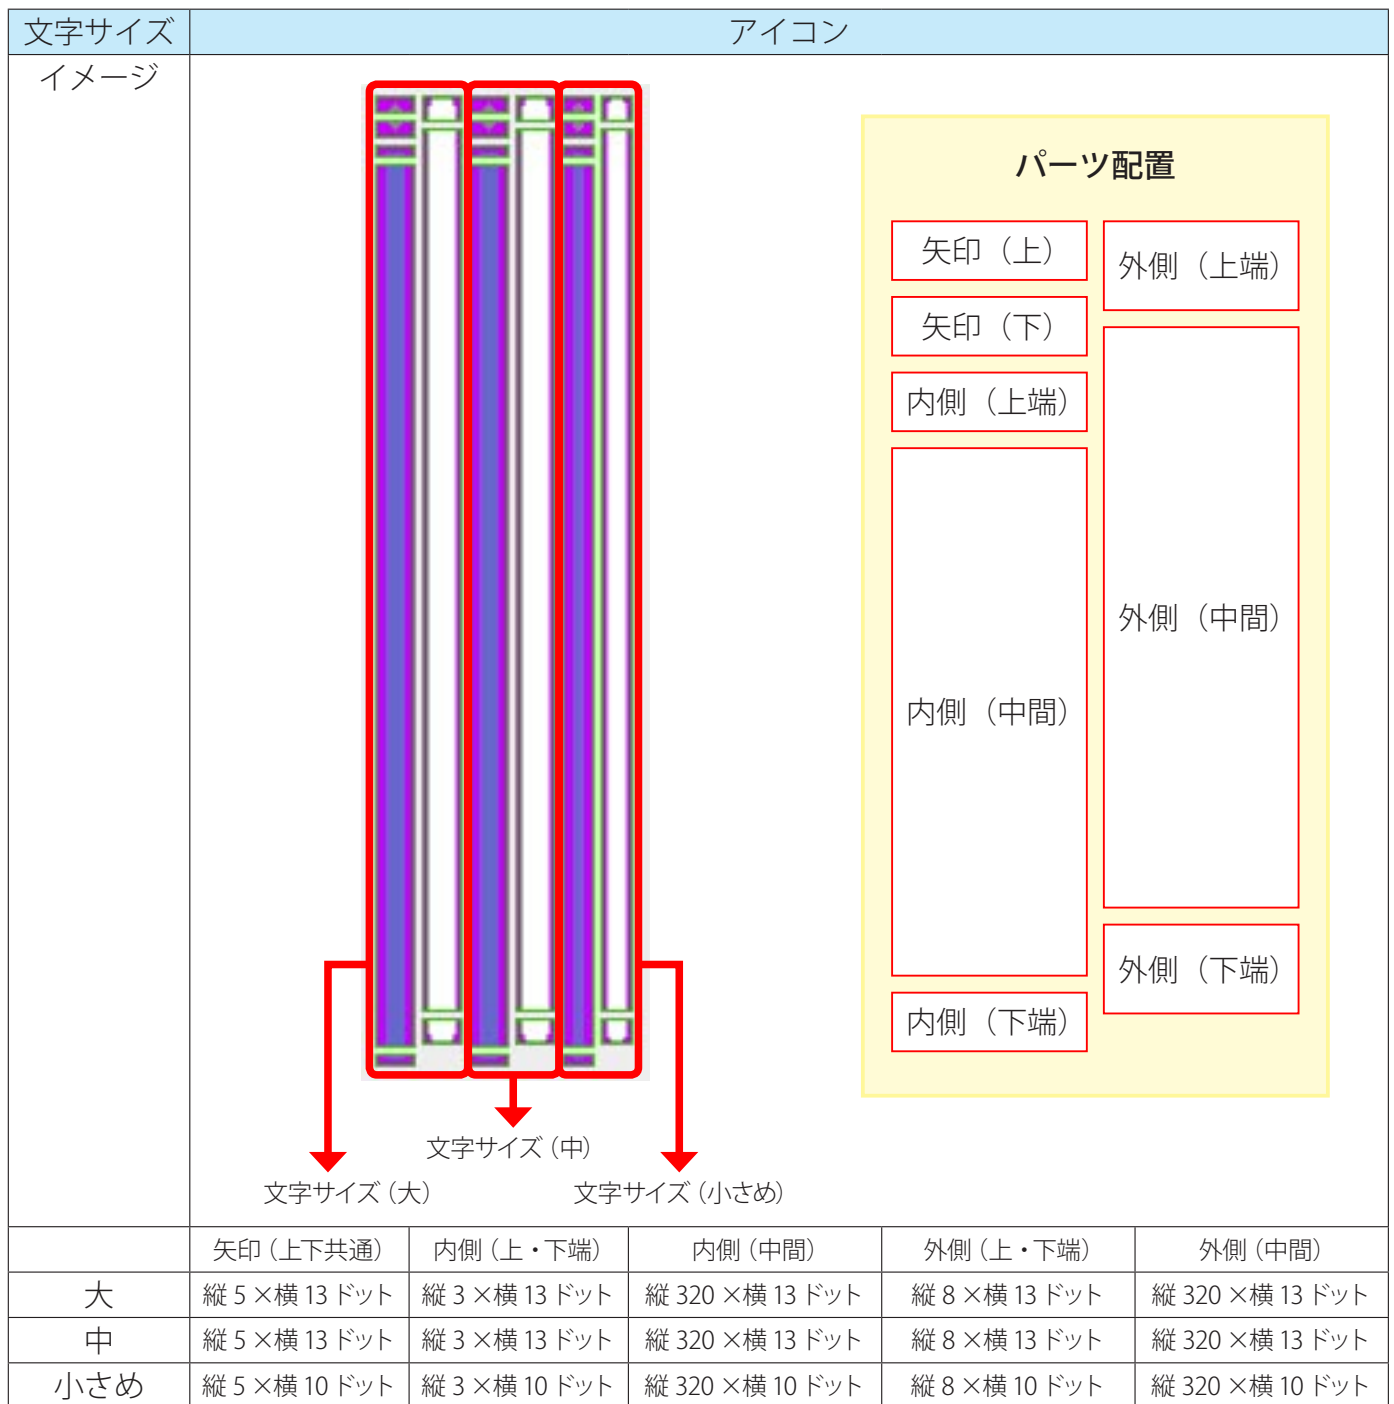 文字サイズ アイコン
イメージ
パーツ配置
矢印（上）
外側（上端）
矢印（下）
内側（上端）
外側（中間）
内側（中間）
外側（下端）
内側（下端）
文字サイズ（中）
文字サイズ（大） 文字サイズ（小さめ）
矢印（上下共通） 内側（上・下端） 内側（中間） 外側（上・下端） 外側（中間）
大 縦 5 ×横 13 ドット 縦 3 ×横 13 ドット 縦 320 ×横 13 ドット 縦 8 ×横 13 ドット 縦 320 ×横 13 ドット
中 縦 5 ×横 13 ドット 縦 3 ×横 13 ドット 縦 320 ×横 13 ドット 縦 8 ×横 13 ドット 縦 320 ×横 13 ドット
小さめ 縦 5 ×横 10 ドット 縦 3 ×横 10 ドット 縦 320 ×横 10 ドット 縦 8 ×横 10 ドット 縦 320 ×横 10 ドット